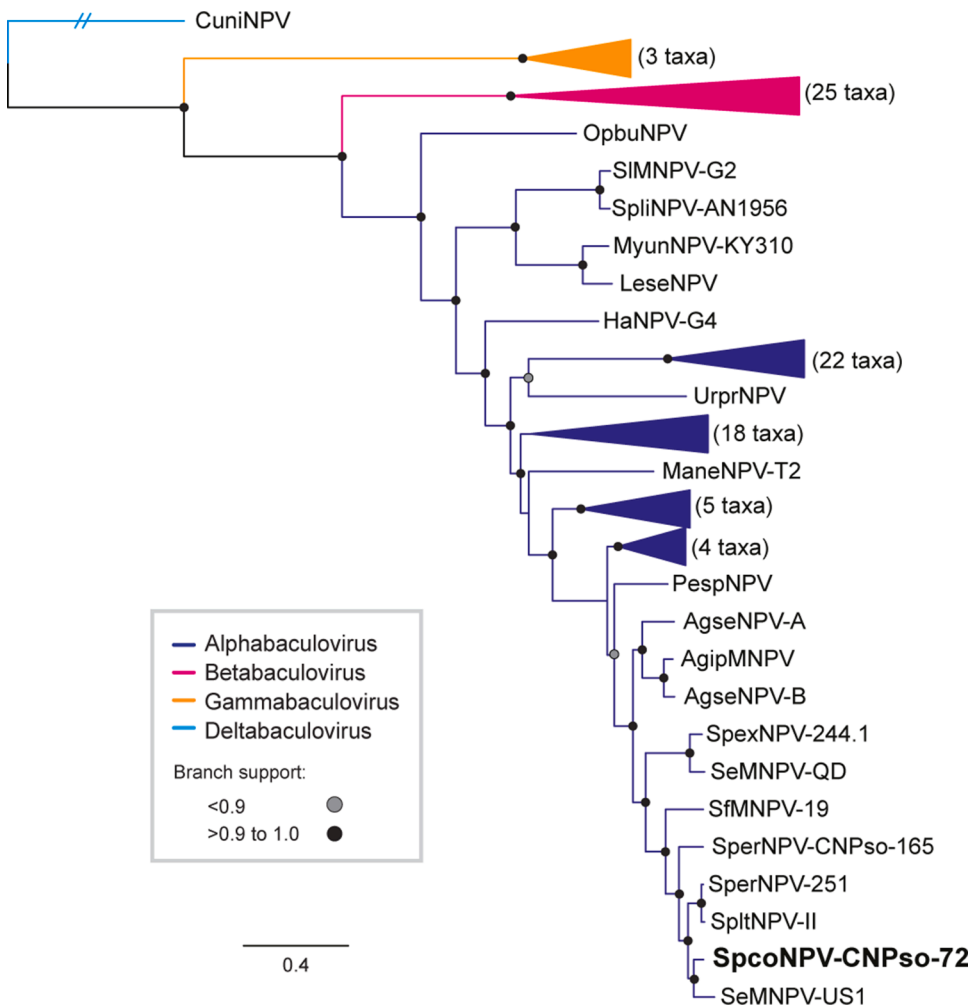 CuniNPV
(3 taxa)
(25 taxa)
OpbuNPV
SlMNPV-G2
SpliNPV-AN1956
MyunNPV-KY310
LeseNPV
HaNPV-G4
(22 taxa)
UrprNPV
(18 taxa)
ManeNPV-T2
(5 taxa)
(4 taxa)
PespNPV
AgseNPV-A
AgipMNPV
AgseNPV-B
SpexNPV-244.1
SeMNPV-QD
SfMNPV-19
SperNPV-CNPso-165
SperNPV-251
SpltNPV-II
SpcoNPV-CNPso-72
SeMNPV-US1
Alphabaculovirus
Betabaculovirus
Gammabaculovirus
Deltabaculovirus
Branch support:
<0.9
>0.9 to 1.0
0.4